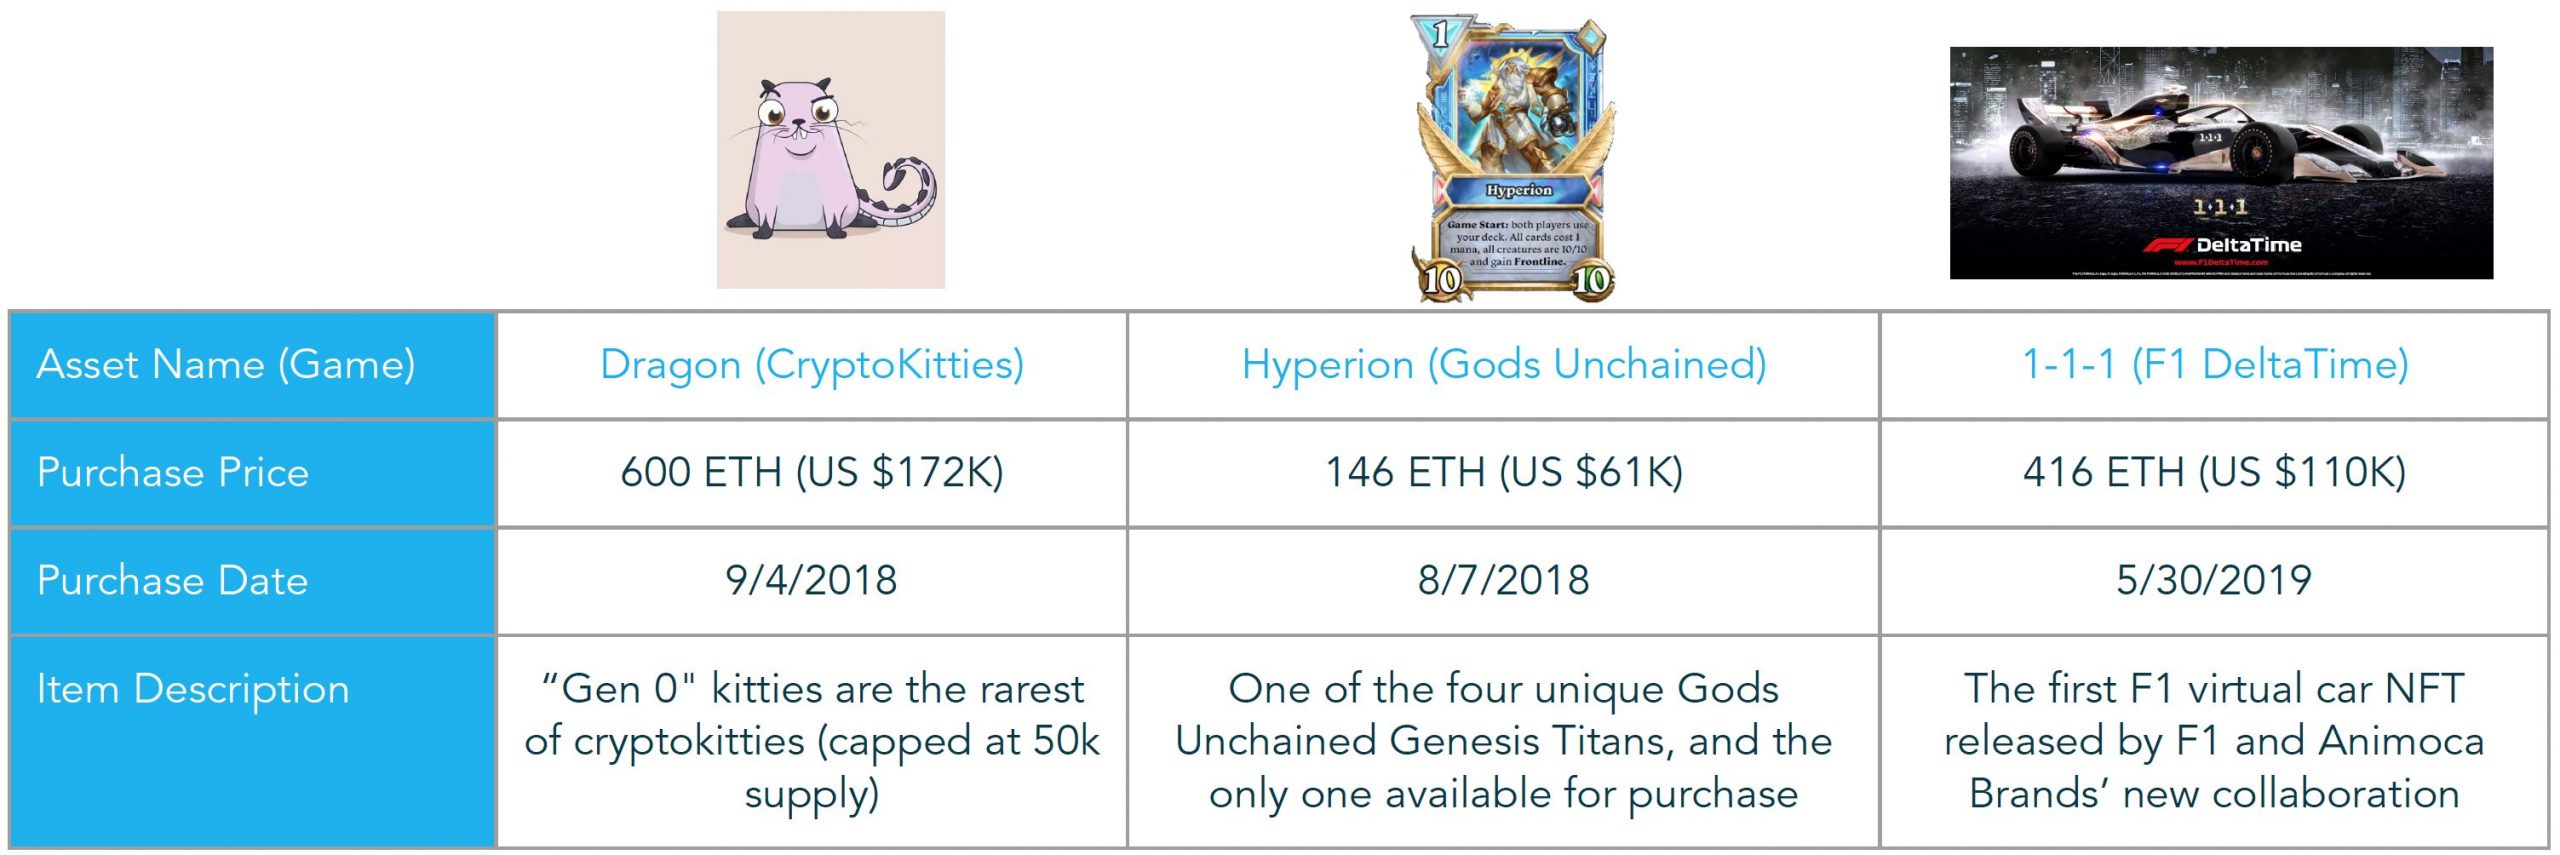 1
Hyperion
Game Start: both players use
your deck. All cards cost 1
mana, all creatures are 10/10
and gain Frontline.
10
10
1·1·1
1·1·1
F1 DeltaTime
www.F1DeltaTime.com
Asset Name (Game)
Dragon (CryptoKitties)
Hyperion (Gods Unchained)
1-1-1 (F1 DeltaTime)
Purchase Price
600 ETH (US $172K)
146 ETH (US $61K)
416 ETH (US $110K)
Purchase Date
9/4/2018
8/7/2018
5/30/2019
Item Description
“Gen 0" kitties are the rarest
of cryptokitties (capped at 50k
supply)
One of the four unique Gods
Unchained Genesis Titans, and the
only one available for purchase
The first F1 virtual car NFT
released by F1 and Animoca
Brands’ new collaboration